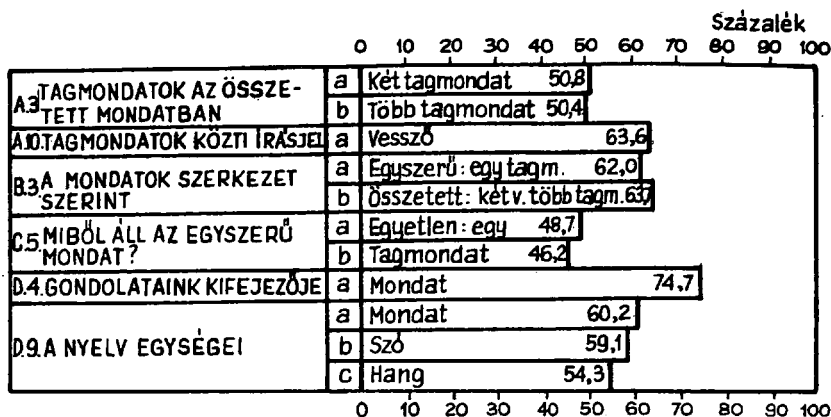 Százalék
0 10 20 30 40 50 60 70 80 90 100
A.3. TAGMONDATOK AZ ÖSSZE-
TETT MONDATBAN
a Két tagmondat 50,8
b Több tagmondat 50,4
A.10. TAGMONDATOK KÖZTI ÍRÁSJEL a Vessző 63,6
B.3. A MONDATOK SZERKEZET
SZERINT
a Egyszerű: egy tagm. 62,0
b Összetett: két v. több tagm. 63,7
C.5. MIBŐL ÁLL AZ EGYSZERŰ
MONDAT?
a Egyetlen: egy 48,7
b Tagmondat 46,2
D.4. GONDOLATAINK KIFEJEZŐJE a Mondat 74,7
D.9. A NYELV EGYSÉGEI
a Mondat 60,2
b Szó 59,1
c Hang 54,3
0 10 20 30 40 50 60 70 80 90 100